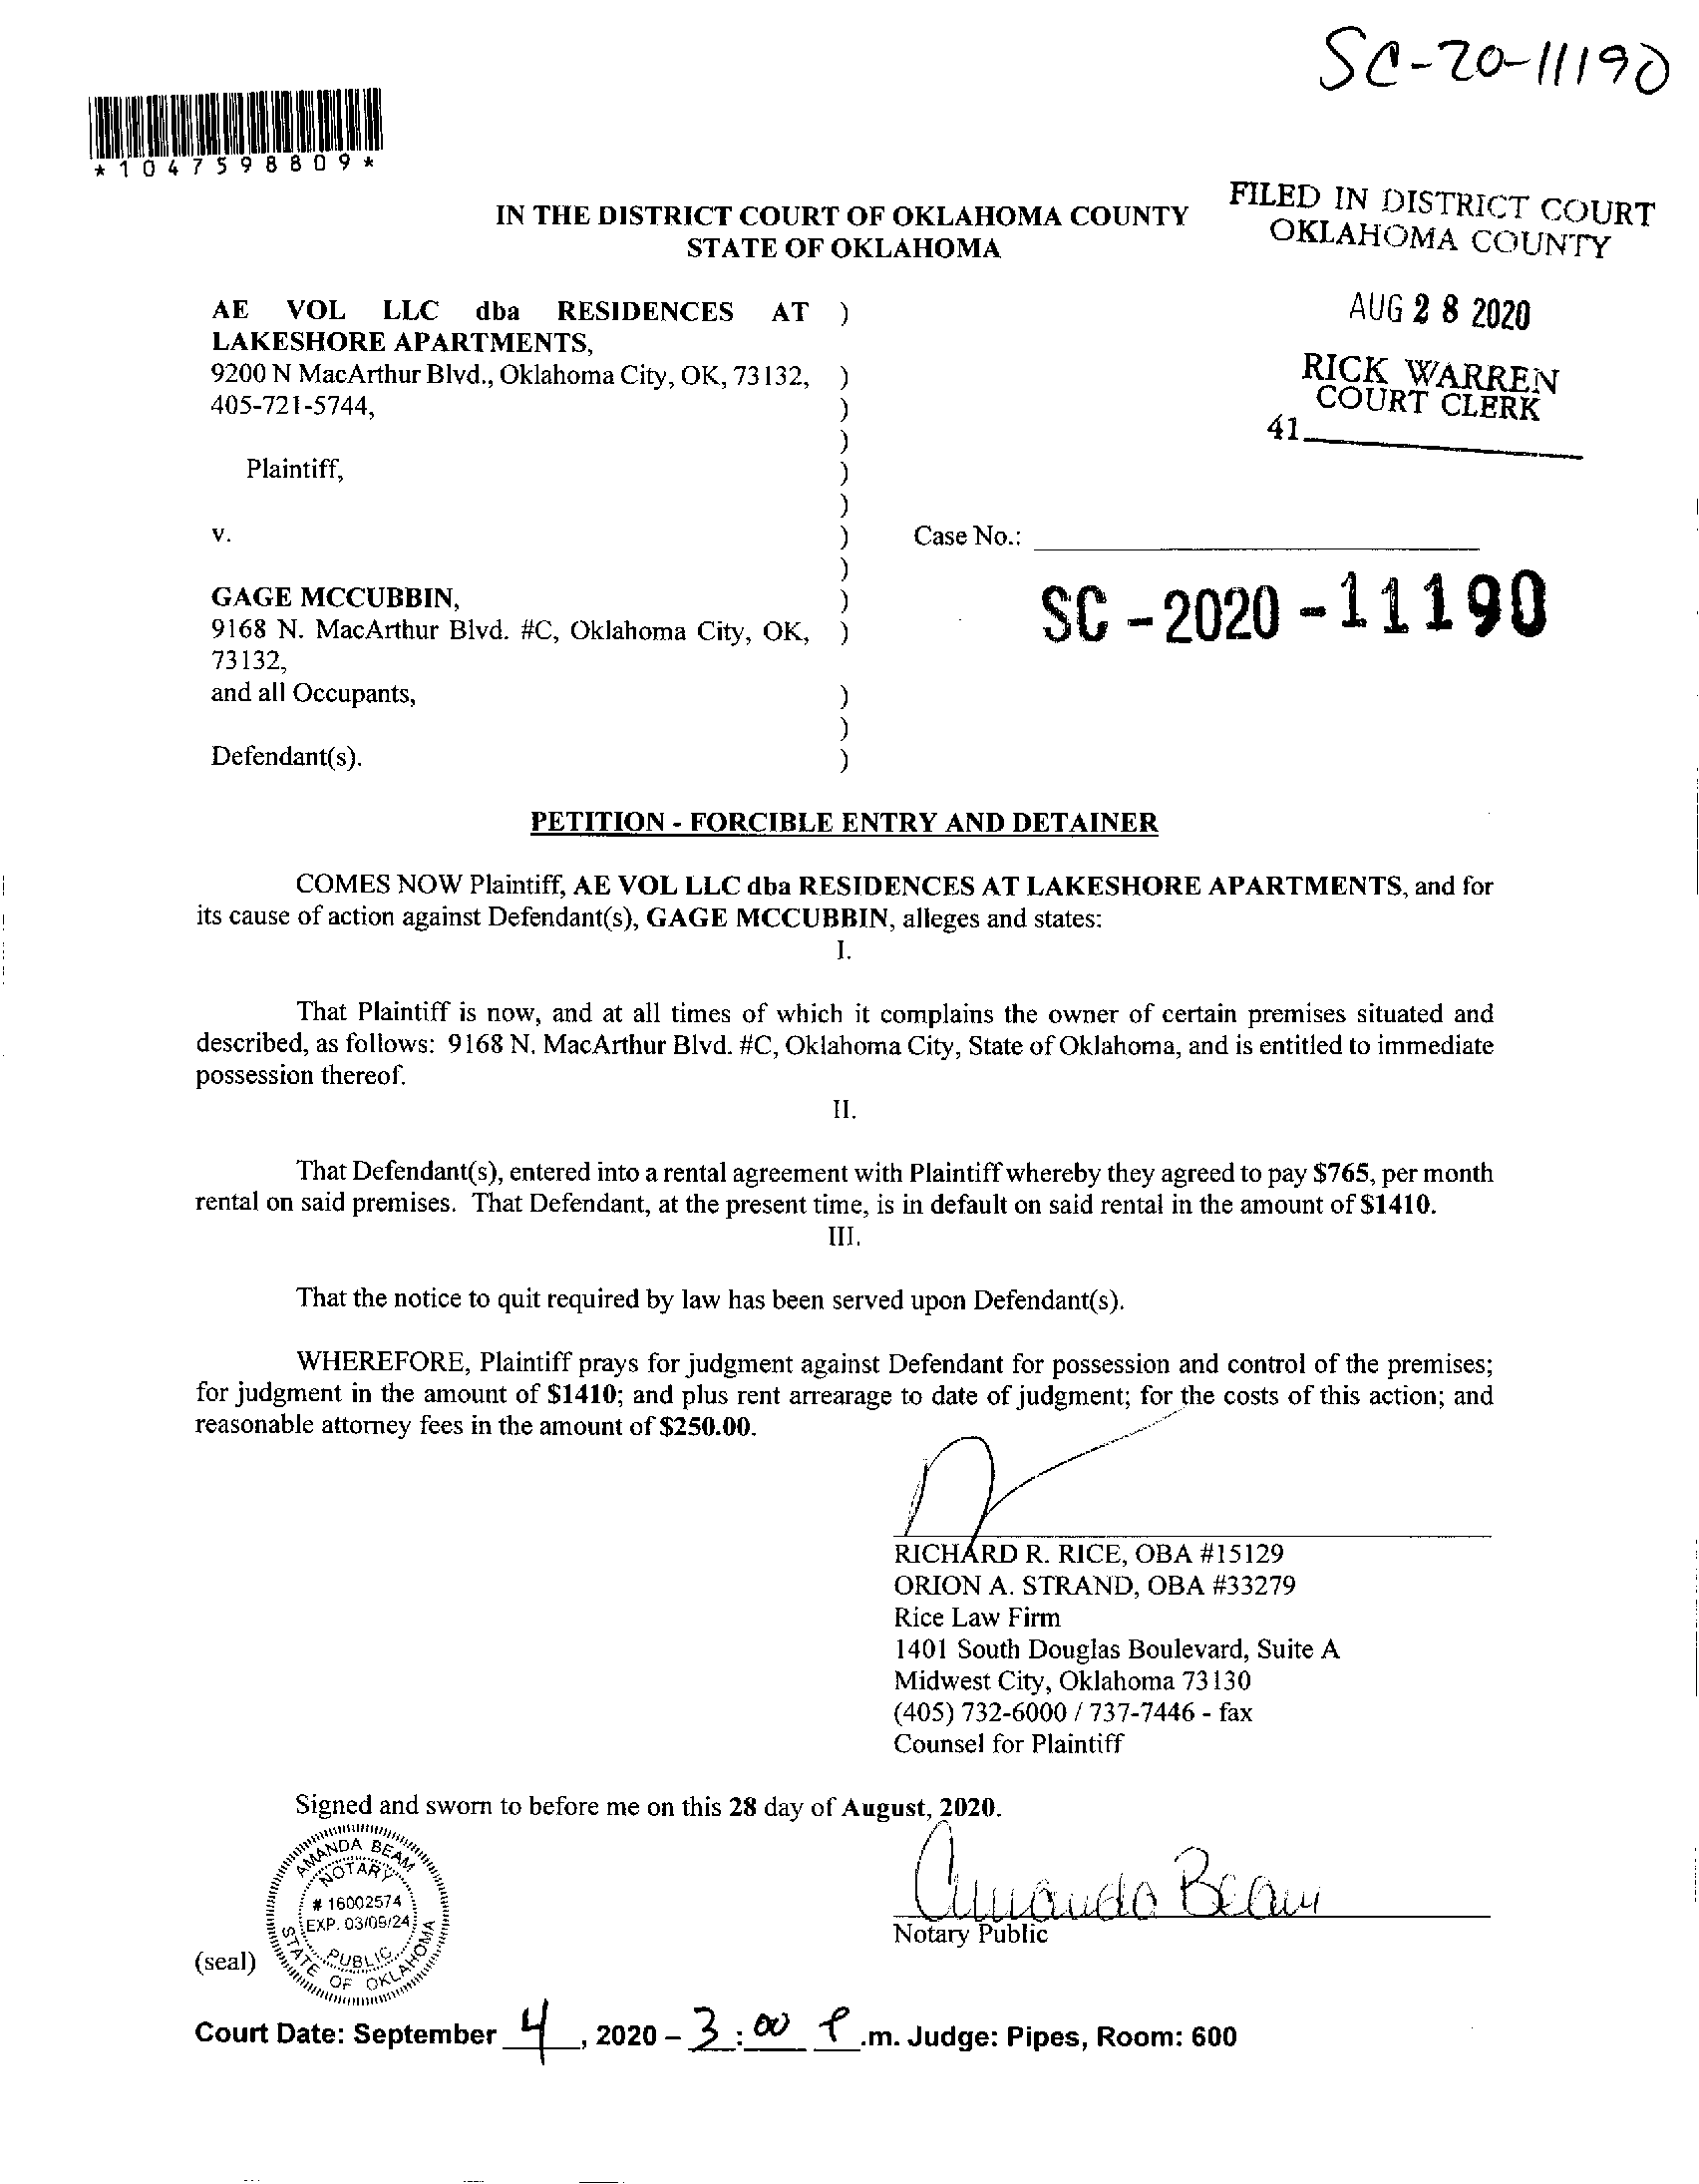 SC-20-11190
*1047598809*
IN THE DISTRICT COURT OF OKLAHOMA COUNTY
STATE OF OKLAHOMA
FILED IN DISTRICT COURT
OKLAHOMA COUNTY
AUG 28 2020
RICK WARREN
COURT CLERK
41
AE VOL LLC dba RESIDENCES AT )
LAKESHORE APARTMENTS,
9200 N MacArthur Blvd., Oklahoma City, OK, 73132, )
405-721-5744, )
)
Plaintiff, )
)
v. ) Case No.:
)
GAGE MCCUBBIN, ) SC-2020-11190
9168 N. MacArthur Blvd. #C, Oklahoma City, OK, )
73132,
and all Occupants, )
)
Defendant(s). )
PETITION - FORCIBLE ENTRY AND DETAINER
COMES NOW Plaintiff, AE VOL LLC dba RESIDENCES AT LAKESHORE APARTMENTS, and for
its cause of action against Defendant(s), GAGE MCCUBBIN, alleges and states:
I.
That Plaintiff is now, and at all times of which it complains the owner of certain premises situated and
described, as follows: 9168 N. MacArthur Blvd. #C, Oklahoma City, State of Oklahoma, and is entitled to immediate
possession thereof.
II.
That Defendant(s), entered into a rental agreement with Plaintiff whereby they agreed to pay $765, per month
rental on said premises. That Defendant, at the present time, is in default on said rental in the amount of $1410.
III.
That the notice to quit required by law has been served upon Defendant(s).
WHEREFORE, Plaintiff prays for judgment against Defendant for possession and control of the premises;
for judgment in the amount of $1410; and plus rent arrearage to date of judgment; for the costs of this action; and
reasonable attorney fees in the amount of $250.00.
RICHARD R. RICE, OBA #15129
ORION A. STRAND, OBA #33279
Rice Law Firm
1401 South Douglas Boulevard, Suite A
Midwest City, Oklahoma 73130
(405) 732-6000 / 737-7446 - fax
Counsel for Plaintiff
Signed and sworn to before me on this 28 day of August, 2020.
AMANDA BEAM
NOTARY
# 16002574
EXP. 03/09/24
PUBLIC
STATE OF OKLAHOMA
Amanda Beam
Notary Public
(seal)
Court Date: September 4, 2020 – 3:00 P.m. Judge: Pipes, Room: 600